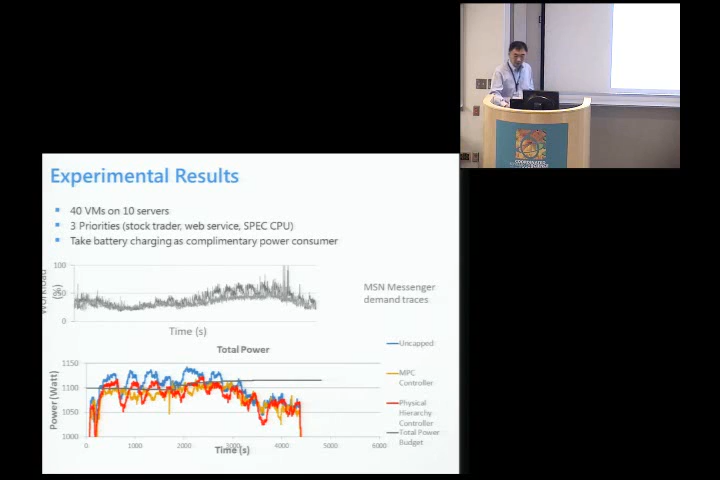 Experimental Results
40 VMs on 10 servers
3 Priorities (stock trader, web service, SPEC CPU)
Take battery charging as complimentary power consumer
Workload (%)
100
50
0
Time (s)
MSN Messenger
demand traces
Total Power
Power (Watt)
1150
1100
1050
1000
0 1000 2000 3000 4000 5000 6000
Time (s)
Uncapped
MPC
Controller
Physical
Hierarchy
Controller
Total Power
Budget
COORDINATED